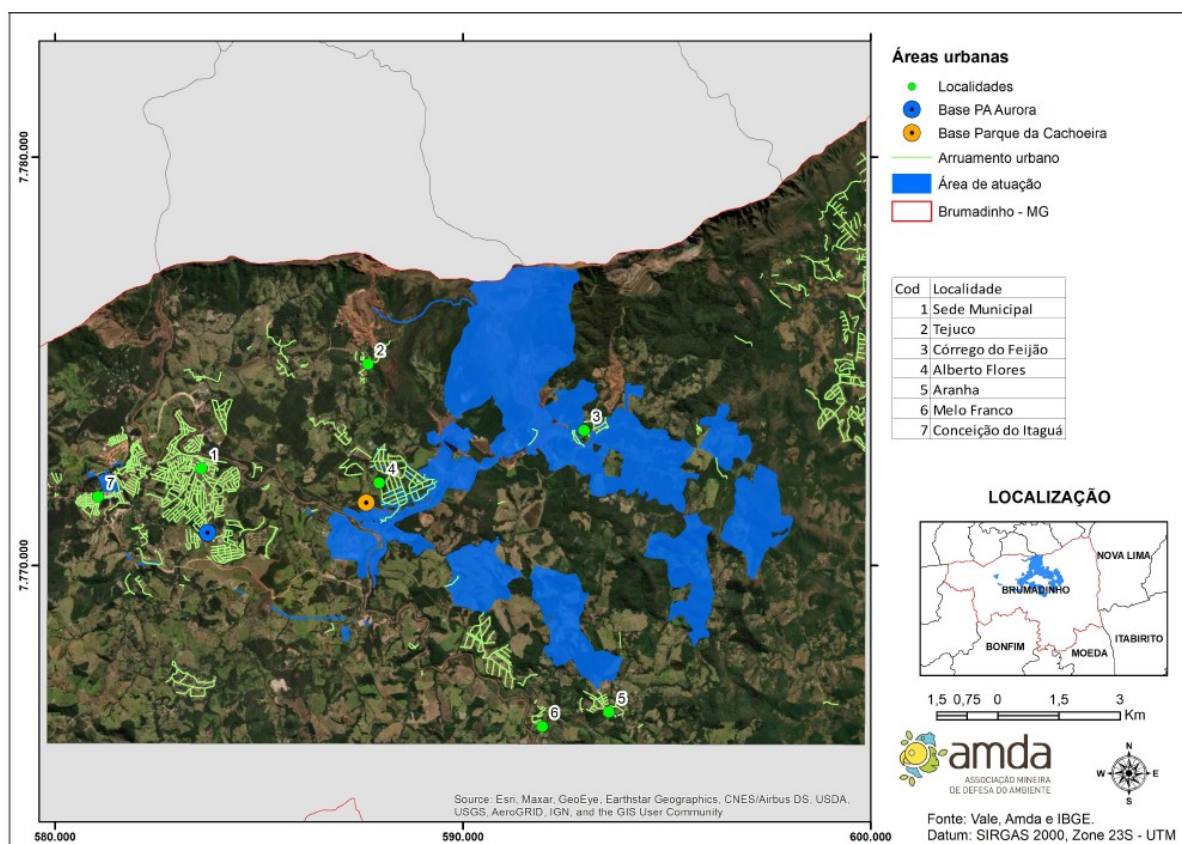 7.780.000
7.770.000
580.000
590.000
600.000
1
2
3
4
5
6
7
Source: Esri, Maxar, GeoEye, Earthstar Geographics, CNES/Airbus DS, USDA,
USGS, AeroGRID, IGN, and the GIS User Community
Áreas urbanas
Localidades
Base PA Aurora
Base Parque da Cachoeira
Arruamento urbano
Área de atuação
Brumadinho - MG
Cod Localidade
1 Sede Municipal
2 Tejuco
3 Córrego do Feijão
4 Alberto Flores
5 Aranha
6 Melo Franco
7 Conceição do Itaguá
LOCALIZAÇÃO
NOVA LIMA
BRUMADINHO
ITABIRITO
BONFIM
MOEDA
1,5 0,75 0 1,5 3
Km
amda
ASSOCIAÇÃO MINEIRA
DE DEFESA DO AMBIENTE
N
W E
S
Fonte: Vale, Amda e IBGE.
Datum: SIRGAS 2000, Zone 23S - UTM